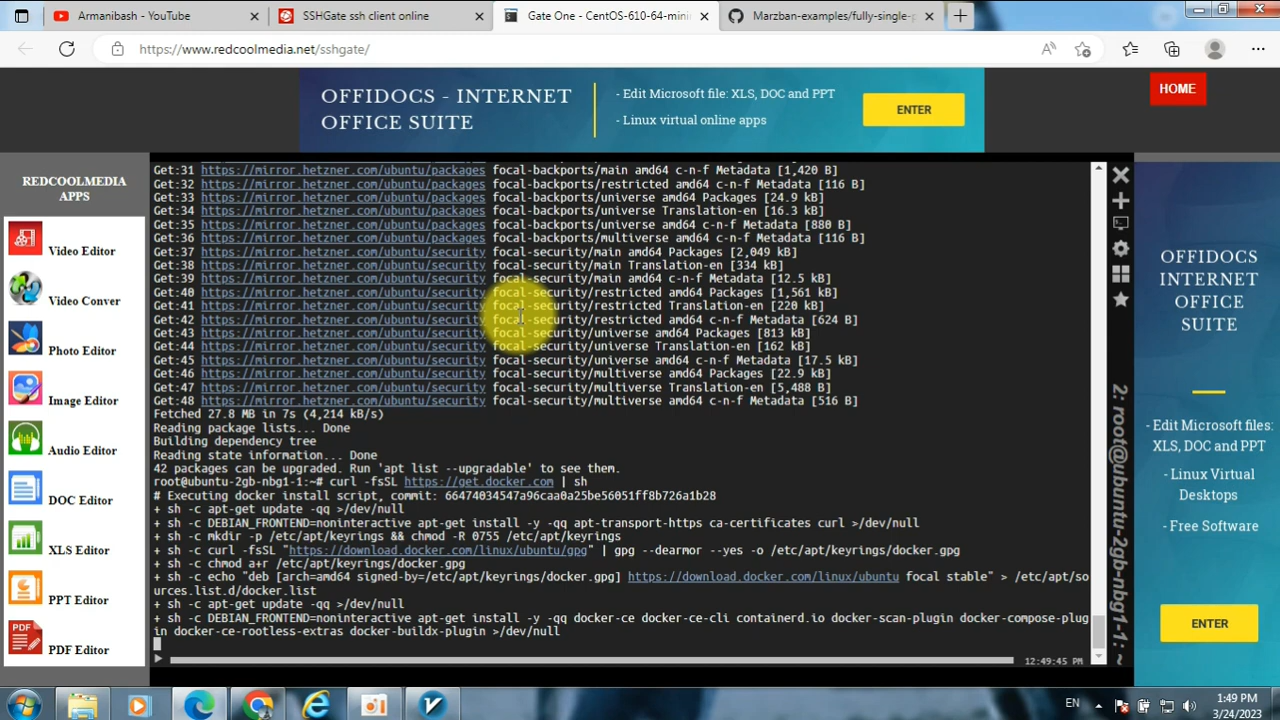 Armanibash - YouTube
SSHGate ssh client online
Gate One - CentOS-610-64-mini
Marzban-examples/fully-single-p
https://www.redcoolmedia.net/sshgate/
OFFIDOCS - INTERNET
OFFICE SUITE
- Edit Microsoft file: XLS, DOC and PPT
- Linux virtual online apps
ENTER
HOME
REDCOOLMEDIA
APPS
Video Editor
Video Conver
Photo Editor
Image Editor
Audio Editor
DOC Editor
XLS Editor
PPT Editor
PDF Editor
Get:31 https://mirror.hetzner.com/ubuntu/packages focal-backports/main amd64 c-n-f Metadata [1,420 B]
Get:32 https://mirror.hetzner.com/ubuntu/packages focal-backports/restricted amd64 c-n-f Metadata [116 B]
Get:33 https://mirror.hetzner.com/ubuntu/packages focal-backports/universe amd64 Packages [24.9 kB]
Get:34 https://mirror.hetzner.com/ubuntu/packages focal-backports/universe Translation-en [16.3 kB]
Get:35 https://mirror.hetzner.com/ubuntu/packages focal-backports/universe amd64 c-n-f Metadata [880 B]
Get:36 https://mirror.hetzner.com/ubuntu/packages focal-backports/multiverse amd64 c-n-f Metadata [116 B]
Get:37 https://mirror.hetzner.com/ubuntu/security focal-security/main amd64 Packages [2,049 kB]
Get:38 https://mirror.hetzner.com/ubuntu/security focal-security/main Translation-en [334 kB]
Get:39 https://mirror.hetzner.com/ubuntu/security focal-security/main amd64 c-n-f Metadata [12.5 kB]
Get:40 https://mirror.hetzner.com/ubuntu/security focal-security/restricted amd64 Packages [1,561 kB]
Get:41 https://mirror.hetzner.com/ubuntu/security focal-security/restricted Translation-en [220 kB]
Get:42 https://mirror.hetzner.com/ubuntu/security focal-security/restricted amd64 c-n-f Metadata [624 B]
Get:43 https://mirror.hetzner.com/ubuntu/security focal-security/universe amd64 Packages [813 kB]
Get:44 https://mirror.hetzner.com/ubuntu/security focal-security/universe Translation-en [162 kB]
Get:45 https://mirror.hetzner.com/ubuntu/security focal-security/universe amd64 c-n-f Metadata [17.5 kB]
Get:46 https://mirror.hetzner.com/ubuntu/security focal-security/multiverse amd64 Packages [22.9 kB]
Get:47 https://mirror.hetzner.com/ubuntu/security focal-security/multiverse Translation-en [5,488 B]
Get:48 https://mirror.hetzner.com/ubuntu/security focal-security/multiverse amd64 c-n-f Metadata [516 B]
Fetched 27.8 MB in 7s (4,214 kB/s)
Reading package lists... Done
Building dependency tree
Reading state information... Done
42 packages can be upgraded. Run 'apt list --upgradable' to see them.
root@ubuntu-2gb-nbg1-1:~# curl -fsSL https://get.docker.com | sh
# Executing docker install script, commit: 66474034547a96caa0a25be56051ff8b726a1b28
+ sh -c apt-get update -qq >/dev/null
+ sh -c DEBIAN_FRONTEND=noninteractive apt-get install -y -qq apt-transport-https ca-certificates curl >/dev/null
+ sh -c mkdir -p /etc/apt/keyrings && chmod -R 0755 /etc/apt/keyrings
+ sh -c curl -fsSL "https://download.docker.com/linux/ubuntu/gpg" | gpg --dearmor --yes -o /etc/apt/keyrings/docker.gpg
+ sh -c chmod a+r /etc/apt/keyrings/docker.gpg
+ sh -c echo "deb [arch=amd64 signed-by=/etc/apt/keyrings/docker.gpg] https://download.docker.com/linux/ubuntu focal stable" > /etc/apt/so
urces.list.d/docker.list
+ sh -c apt-get update -qq >/dev/null
+ sh -c DEBIAN_FRONTEND=noninteractive apt-get install -y -qq docker-ce docker-ce-cli containerd.io docker-scan-plugin docker-compose-plug
in docker-ce-rootless-extras docker-buildx-plugin >/dev/null
12:49:45 PM
2: root@ubuntu-2gb-nbg1-1: ~
OFFIDOCS
INTERNET
OFFICE
SUITE
- Edit Microsoft files:
XLS, DOC and PPT
- Linux Virtual
Desktops
- Free Software
ENTER
EN
1:49 PM
3/24/2023